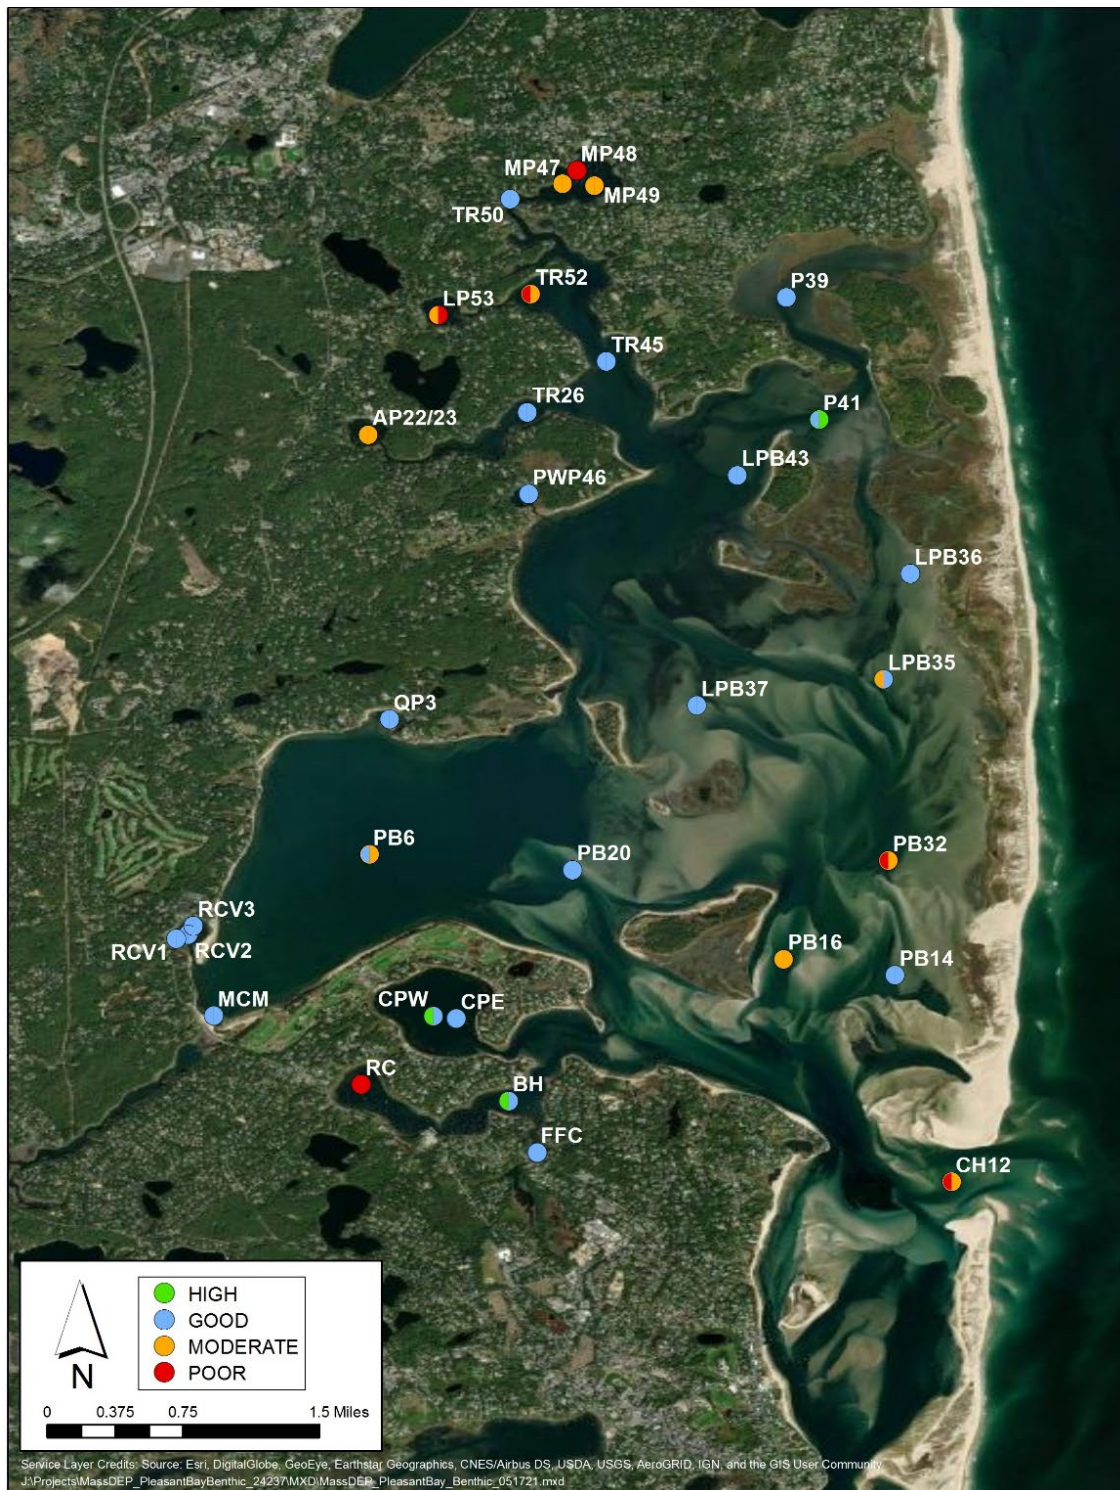 MP48
MP47
MP49
TR50
TR52
P39
LP53
TR45
TR26
P41
AP22/23
LPB43
PWP46
LPB36
LPB35
LPB37
QP3
PB6
PB20
PB32
RCV3
RCV1
RCV2
PB16
PB14
MCM
CPW
CPE
RC
BH
FFC
CH12
HIGH
GOOD
MODERATE
POOR
N
0 0.375 0.75 1.5 Miles
Service Layer Credits: Source: Esri, DigitalGlobe, GeoEye, Earthstar Geographics, CNES/Airbus DS, USDA, USGS, AeroGRID, IGN, and the GIS User Community
J:\Projects\MassDEP_PleasantBayBenthic_24237\MXD\MassDEP_PleasantBay_Benthic_051721.mxd